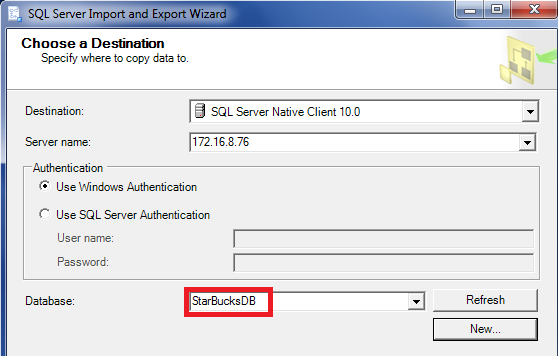 SQL Server Import and Export Wizard
Choose a Destination
Specify where to copy data to.
Destination: SQL Server Native Client 10.0
Server name: 172.16.8.76
Authentication
Use Windows Authentication
Use SQL Server Authentication
User name:
Password:
Database: StarBucksDB Refresh
New...